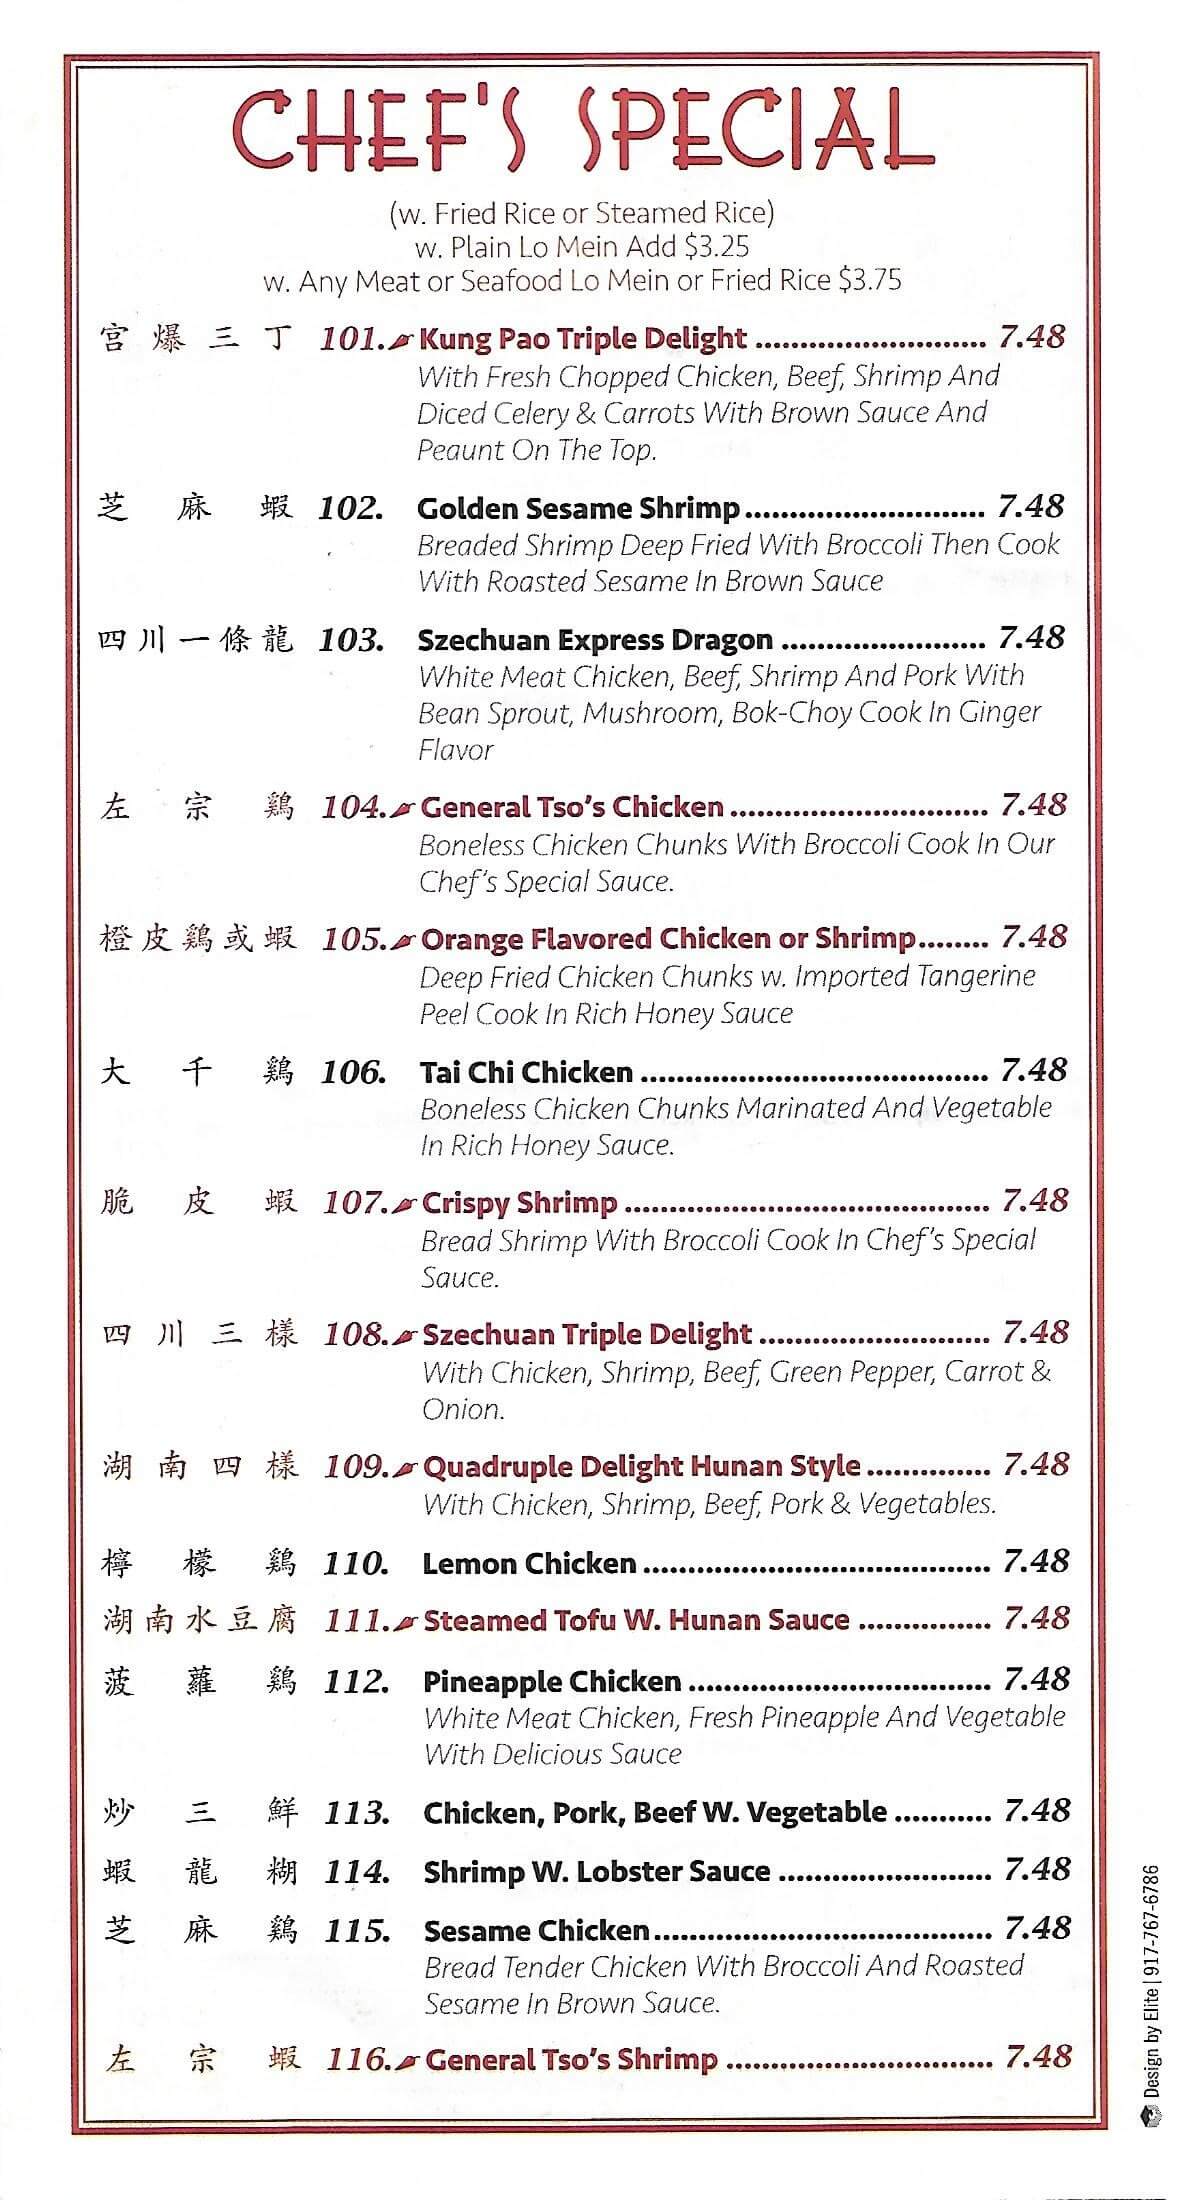 CHEF'S SPECIAL
(w. Fried Rice or Steamed Rice)
w. Plain Lo Mein Add $3.25
w. Any Meat or Seafood Lo Mein or Fried Rice $3.75
宮爆三丁 101. Kung Pao Triple Delight .......................... 7.48
With Fresh Chopped Chicken, Beef, Shrimp And
Diced Celery & Carrots With Brown Sauce And
Peaunt On The Top.
芝麻蝦 102. Golden Sesame Shrimp........................... 7.48
Breaded Shrimp Deep Fried With Broccoli Then Cook
With Roasted Sesame In Brown Sauce
四川一條龍 103. Szechuan Express Dragon ....................... 7.48
White Meat Chicken, Beef, Shrimp And Pork With
Bean Sprout, Mushroom, Bok-Choy Cook In Ginger
Flavor
左宗鷄 104. General Tso's Chicken ............................. 7.48
Boneless Chicken Chunks With Broccoli Cook In Our
Chef's Special Sauce.
橙皮鷄或蝦 105. Orange Flavored Chicken or Shrimp........ 7.48
Deep Fried Chicken Chunks w. Imported Tangerine
Peel Cook In Rich Honey Sauce
大千鷄 106. Tai Chi Chicken ....................................... 7.48
Boneless Chicken Chunks Marinated And Vegetable
In Rich Honey Sauce.
脆皮蝦 107. Crispy Shrimp ......................................... 7.48
Bread Shrimp With Broccoli Cook In Chef's Special
Sauce.
四川三樣 108. Szechuan Triple Delight .......................... 7.48
With Chicken, Shrimp, Beef, Green Pepper, Carrot &
Onion.
湖南四樣 109. Quadruple Delight Hunan Style .............. 7.48
With Chicken, Shrimp, Beef, Pork & Vegetables.
檸檬鷄 110. Lemon Chicken ....................................... 7.48
湖南水豆腐 111. Steamed Tofu W. Hunan Sauce ............... 7.48
菠蘿鷄 112. Pineapple Chicken .................................. 7.48
White Meat Chicken, Fresh Pineapple And Vegetable
With Delicious Sauce
炒三鮮 113. Chicken, Pork, Beef W. Vegetable ........... 7.48
蝦龍糊 114. Shrimp W. Lobster Sauce ........................ 7.48
芝麻鷄 115. Sesame Chicken...................................... 7.48
Bread Tender Chicken With Broccoli And Roasted
Sesame In Brown Sauce.
左宗蝦 116. General Tso's Shrimp .............................. 7.48
Design by Elite | 917-767-6786